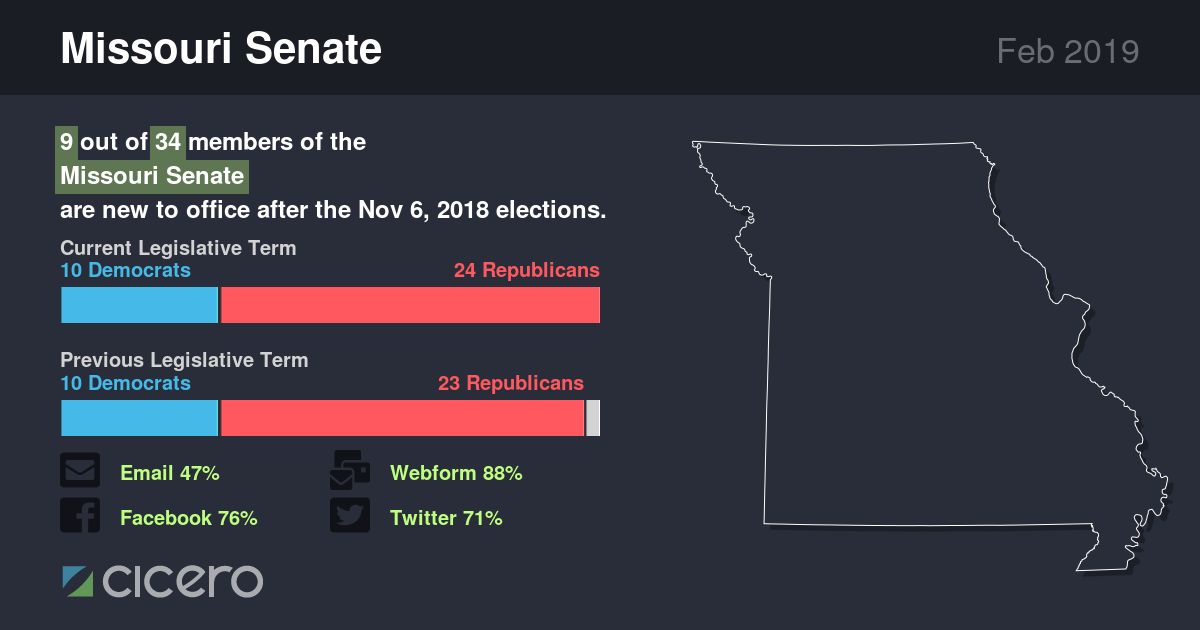 Missouri Senate
Feb 2019
9 out of 34 members of the
Missouri Senate
are new to office after the Nov 6, 2018 elections.
Current Legislative Term
10 Democrats
24 Republicans
Previous Legislative Term
10 Democrats
23 Republicans
Email 47%
Webform 88%
Facebook 76%
Twitter 71%
cicero